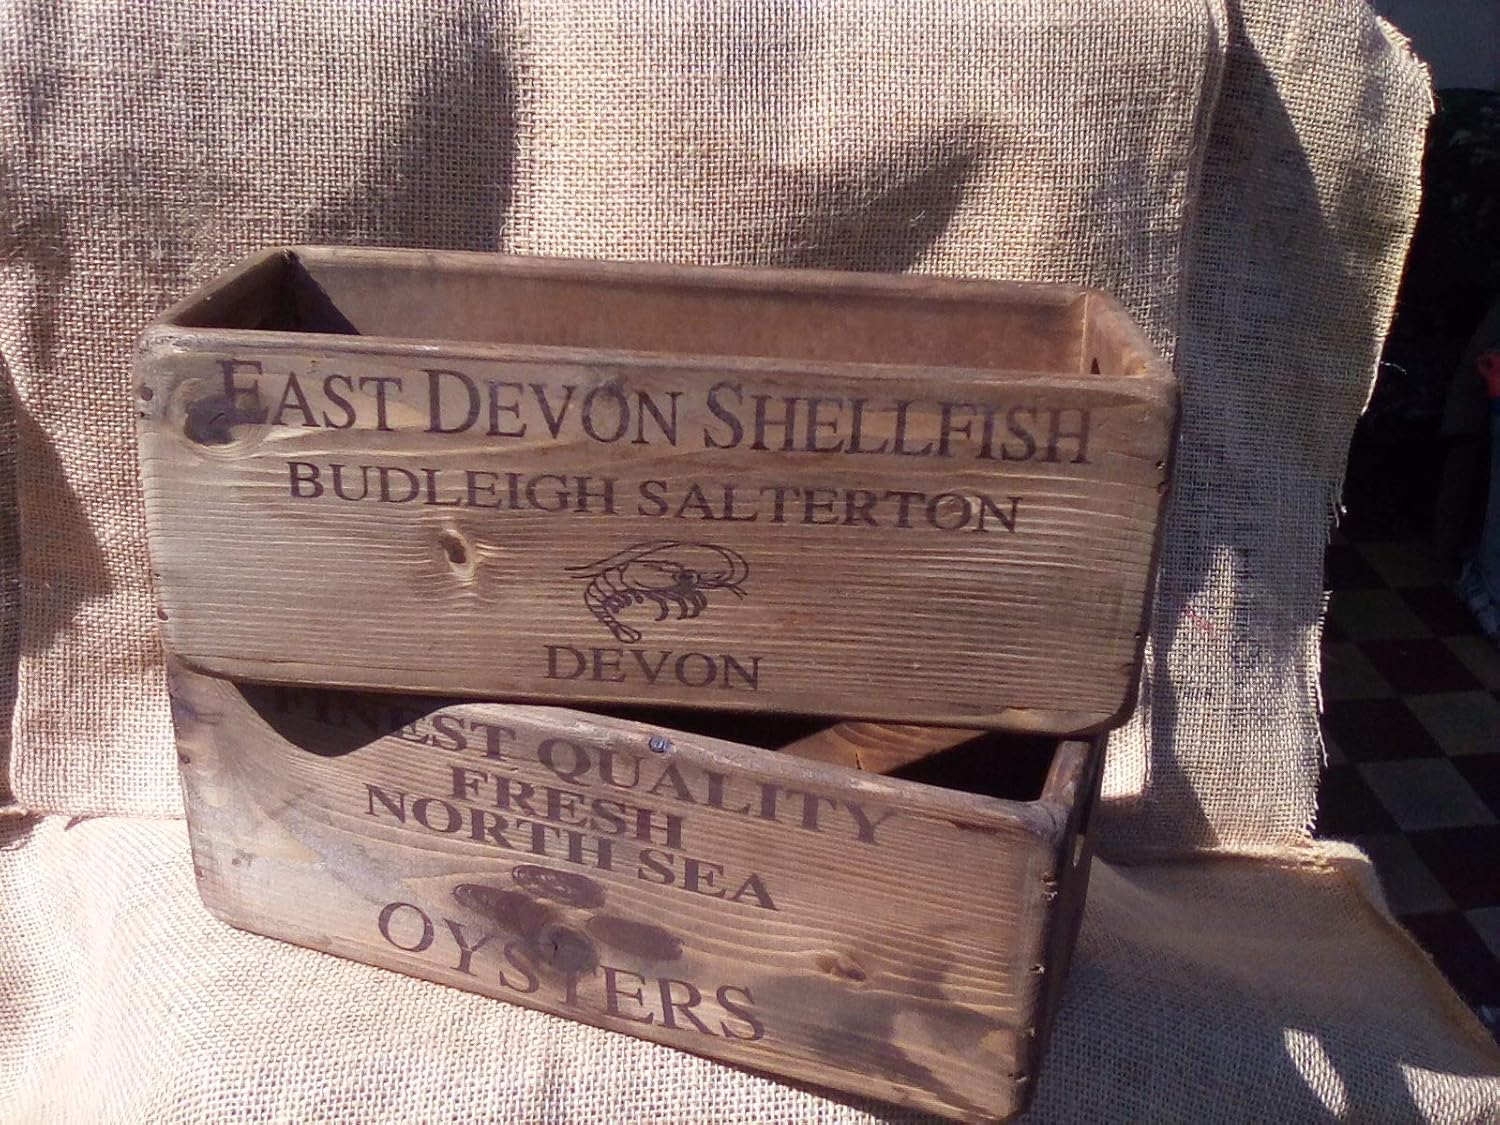 EAST DEVON SHELLFISH
BUDLEIGH SALTERTON
DEVON
FINEST QUALITY
FRESH
NORTH SEA
OYSTERS